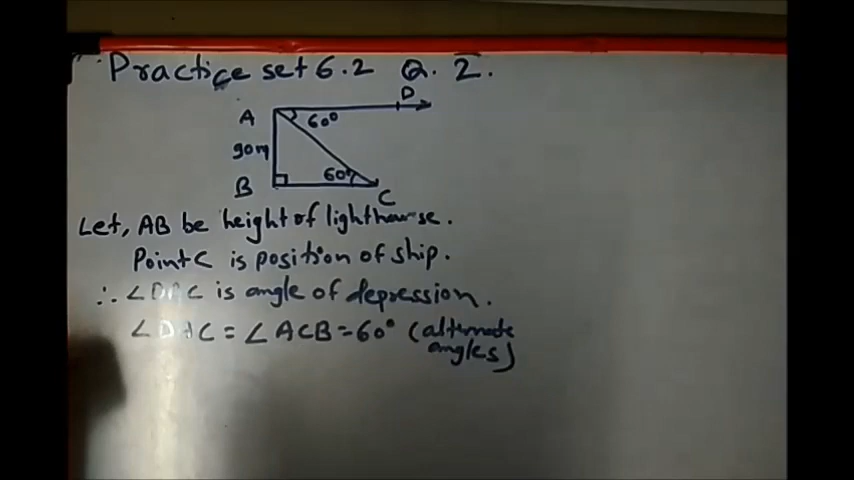 Practice set 6.2 Q. 2.
D
A 60°
90m
60°
B C
Let, AB be height of lighthouse.
Point C is position of ship.
∴ ∠DAC is angle of depression.
∠DAC = ∠ACB = 60° (alternate
angles)